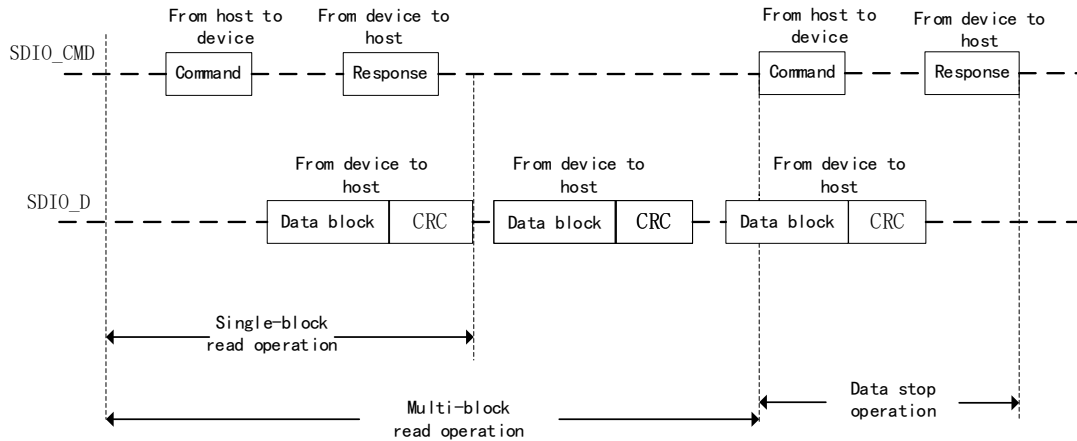 From host to
device
From device to
host
From host to
device
From device to
host
SDIO_CMD
Command
Response
Command
Response
From device to
host
From device to
host
From device to
host
SDIO_D
Data block
CRC
Data block
CRC
Data block
CRC
Single-block
read operation
Multi-block
read operation
Data stop
operation